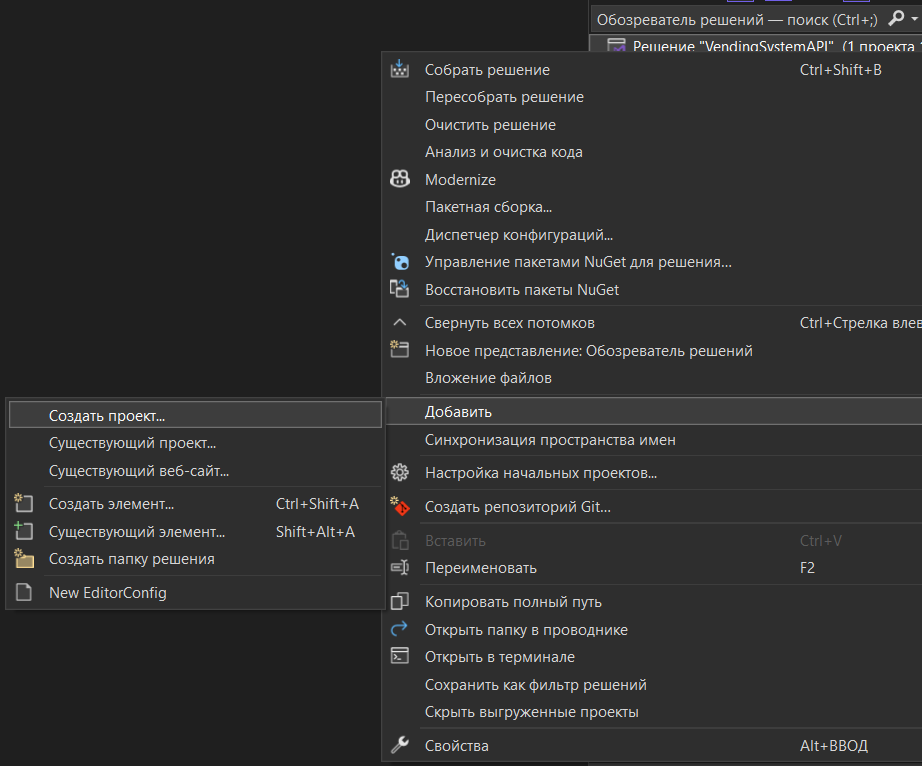 Обозреватель решений — поиск (Ctrl+;)
Решение "VendingSystemAPI" (1 проекта
Собрать решение Ctrl+Shift+B
Пересобрать решение
Очистить решение
Анализ и очистка кода
Modernize
Пакетная сборка...
Диспетчер конфигураций...
Управление пакетами NuGet для решения...
Восстановить пакеты NuGet
Свернуть всех потомков Ctrl+Стрелка влев
Новое представление: Обозреватель решений
Вложение файлов
Добавить
Синхронизация пространства имен
Настройка начальных проектов...
Создать репозиторий Git...
Вставить Ctrl+V
Переименовать F2
Копировать полный путь
Открыть папку в проводнике
Открыть в терминале
Сохранить как фильтр решений
Скрыть выгруженные проекты
Свойства Alt+ВВОД
Создать проект...
Существующий проект...
Существующий веб-сайт...
Создать элемент... Ctrl+Shift+A
Существующий элемент... Shift+Alt+A
Создать папку решения
New EditorConfig